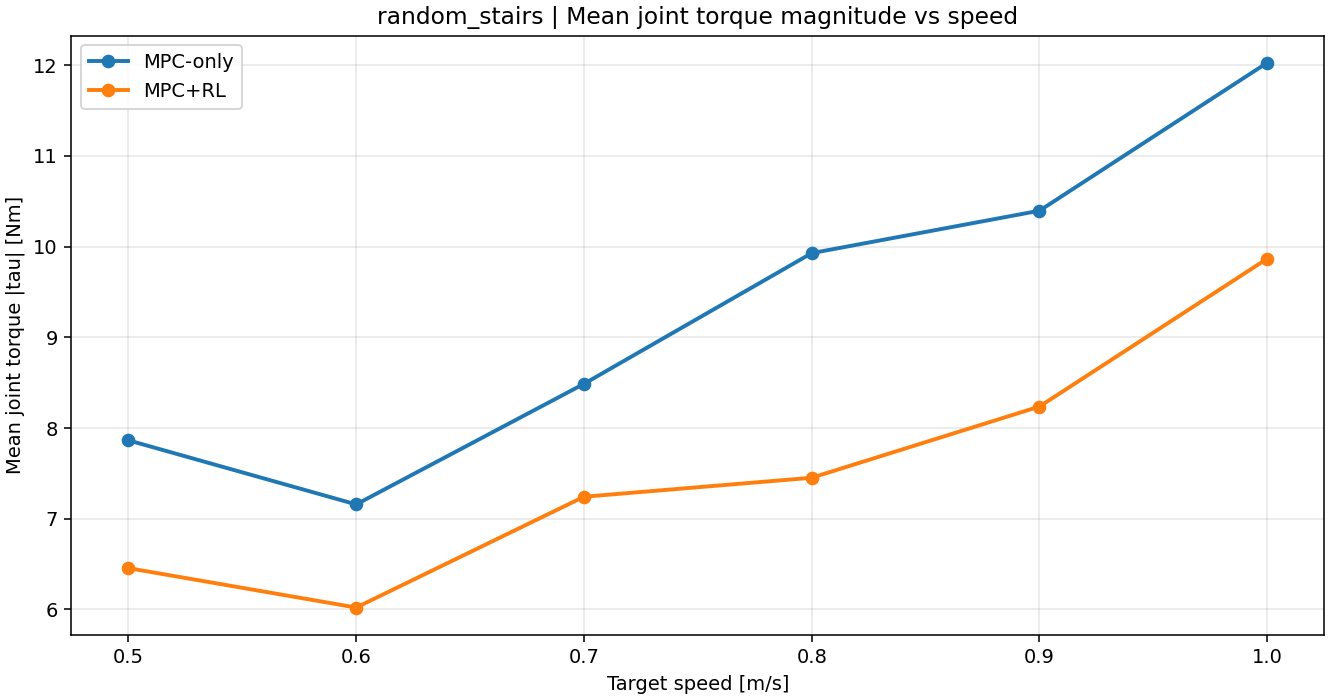 random_stairs | Mean joint torque magnitude vs speed
MPC-only
MPC+RL
Mean joint torque |tau| [Nm]
12
11
10
9
8
7
6
0.5 0.6 0.7 0.8 0.9 1.0
Target speed [m/s]